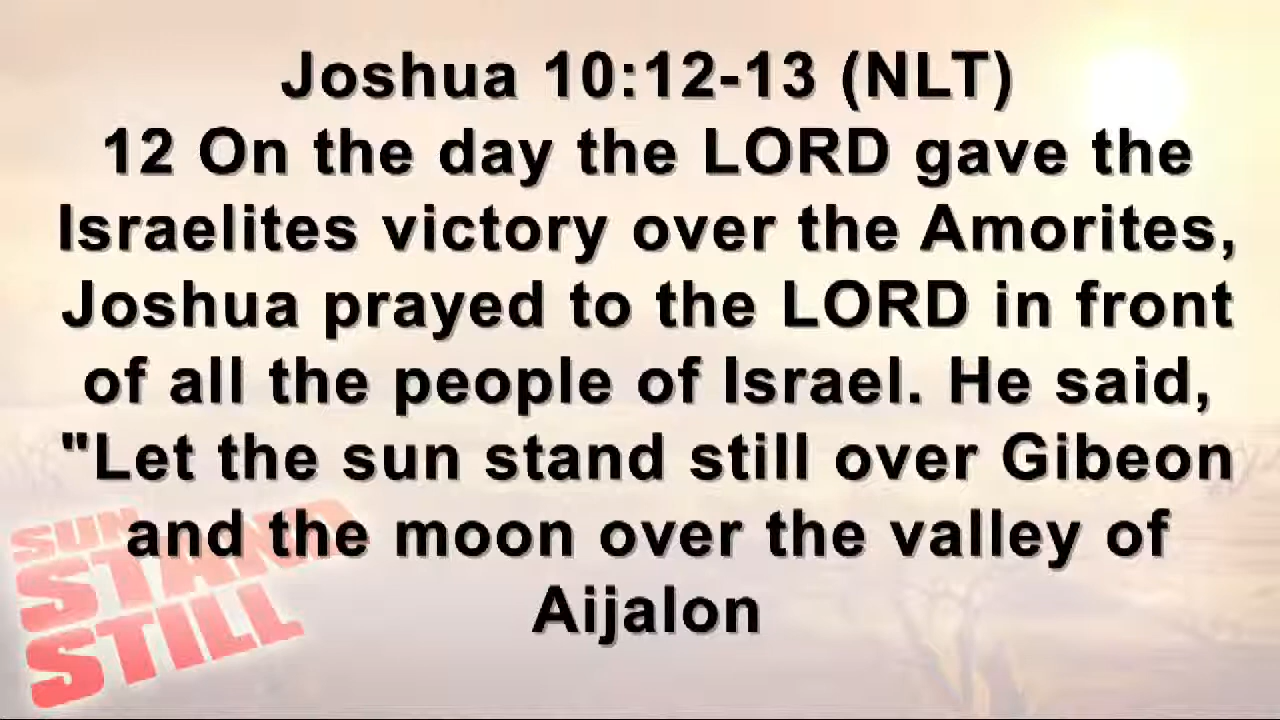 Joshua 10:12-13 (NLT)
12 On the day the LORD gave the
Israelites victory over the Amorites,
Joshua prayed to the LORD in front
of all the people of Israel. He said,
"Let the sun stand still over Gibeon
and the moon over the valley of
Aijalon
SUN
STAND
STILL